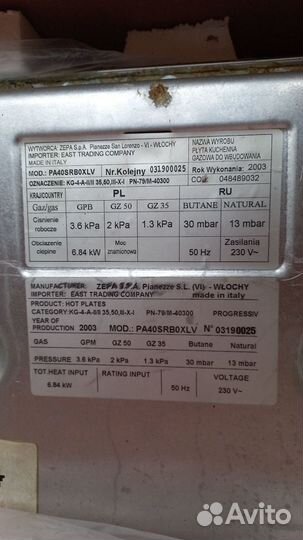 WYTWÓRCA: ZEPA S.p.A. Pianezze San Lorenzo - VI - WŁOCHY
IMPORTER: EAST TRADING COMPANY
MADE IN ITALY
NAZWA WYROBU
PŁYTA KUCHENNA
GAZOWA DO WBUDOWANIA
MOD.: PA40SRB0XLV Nr.Kolejny 031900025 Rok Wykonania: 2003
OZNACZENIE: KG-4-A-II/II 35,50,III-X-I PN-79/M-40300 COD: 048489032
KRAJ/COUNTRY PL RU
Gaz/gas GPB GZ 50 GZ 35 BUTANE NATURAL
Cisnienie robocze 3.6 kPa 2 kPa 1.3 kPa 30 mbar 13 mbar
Obciazenie cieplne 6.84 kW Moc znamionowa 50 Hz Zasilania 230 V~
MANUFACTURER: ZEPA S.P.A Pianezze S.L. (VI)- WŁOCHY
IMPORTER: EAST TRADING COMPANY made in italy
PRODUCT: HOT PLATES
CATEGORY:KG-4-A-II/II 35,50,III-X-I PN-79/M-40300 PROGRESSIV
YEAR OF PRODUCTION 2003 MOD.: PA40SRB0XLV N° 03190025
GAS GPM GZ 50 GZ 35 Butane Natural
PRESSURE 3.6 kPa 2 kPa 1.3 kPa 30 mbar 13 mbar
TOT.HEAT INPUT RATING INPUT VOLTAGE
6.84 kW 50 Hz 230 V~
Avito